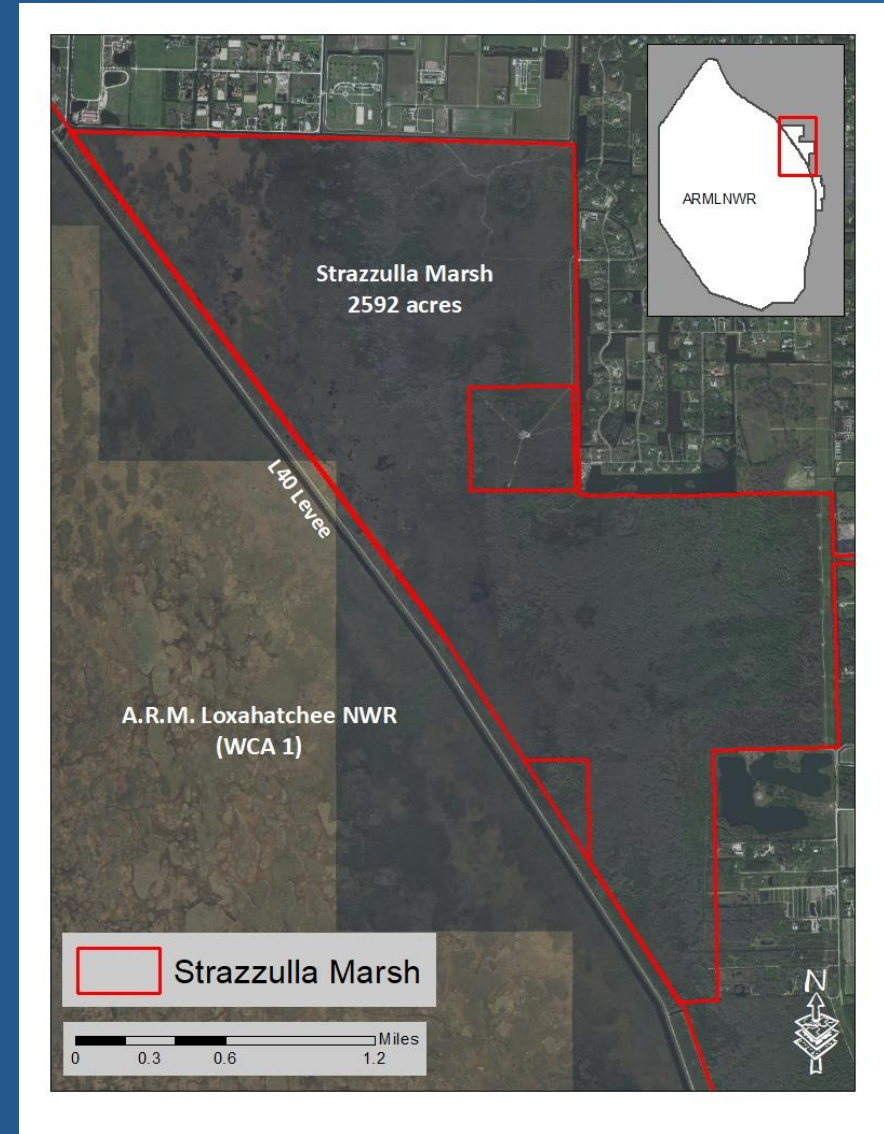 ARMLNWR
Strazzulla Marsh
2592 acres
L40 Levee
A.R.M. Loxahatchee NWR
(WCA 1)
Strazzulla Marsh
N
Miles
0 0.3 0.6 1.2